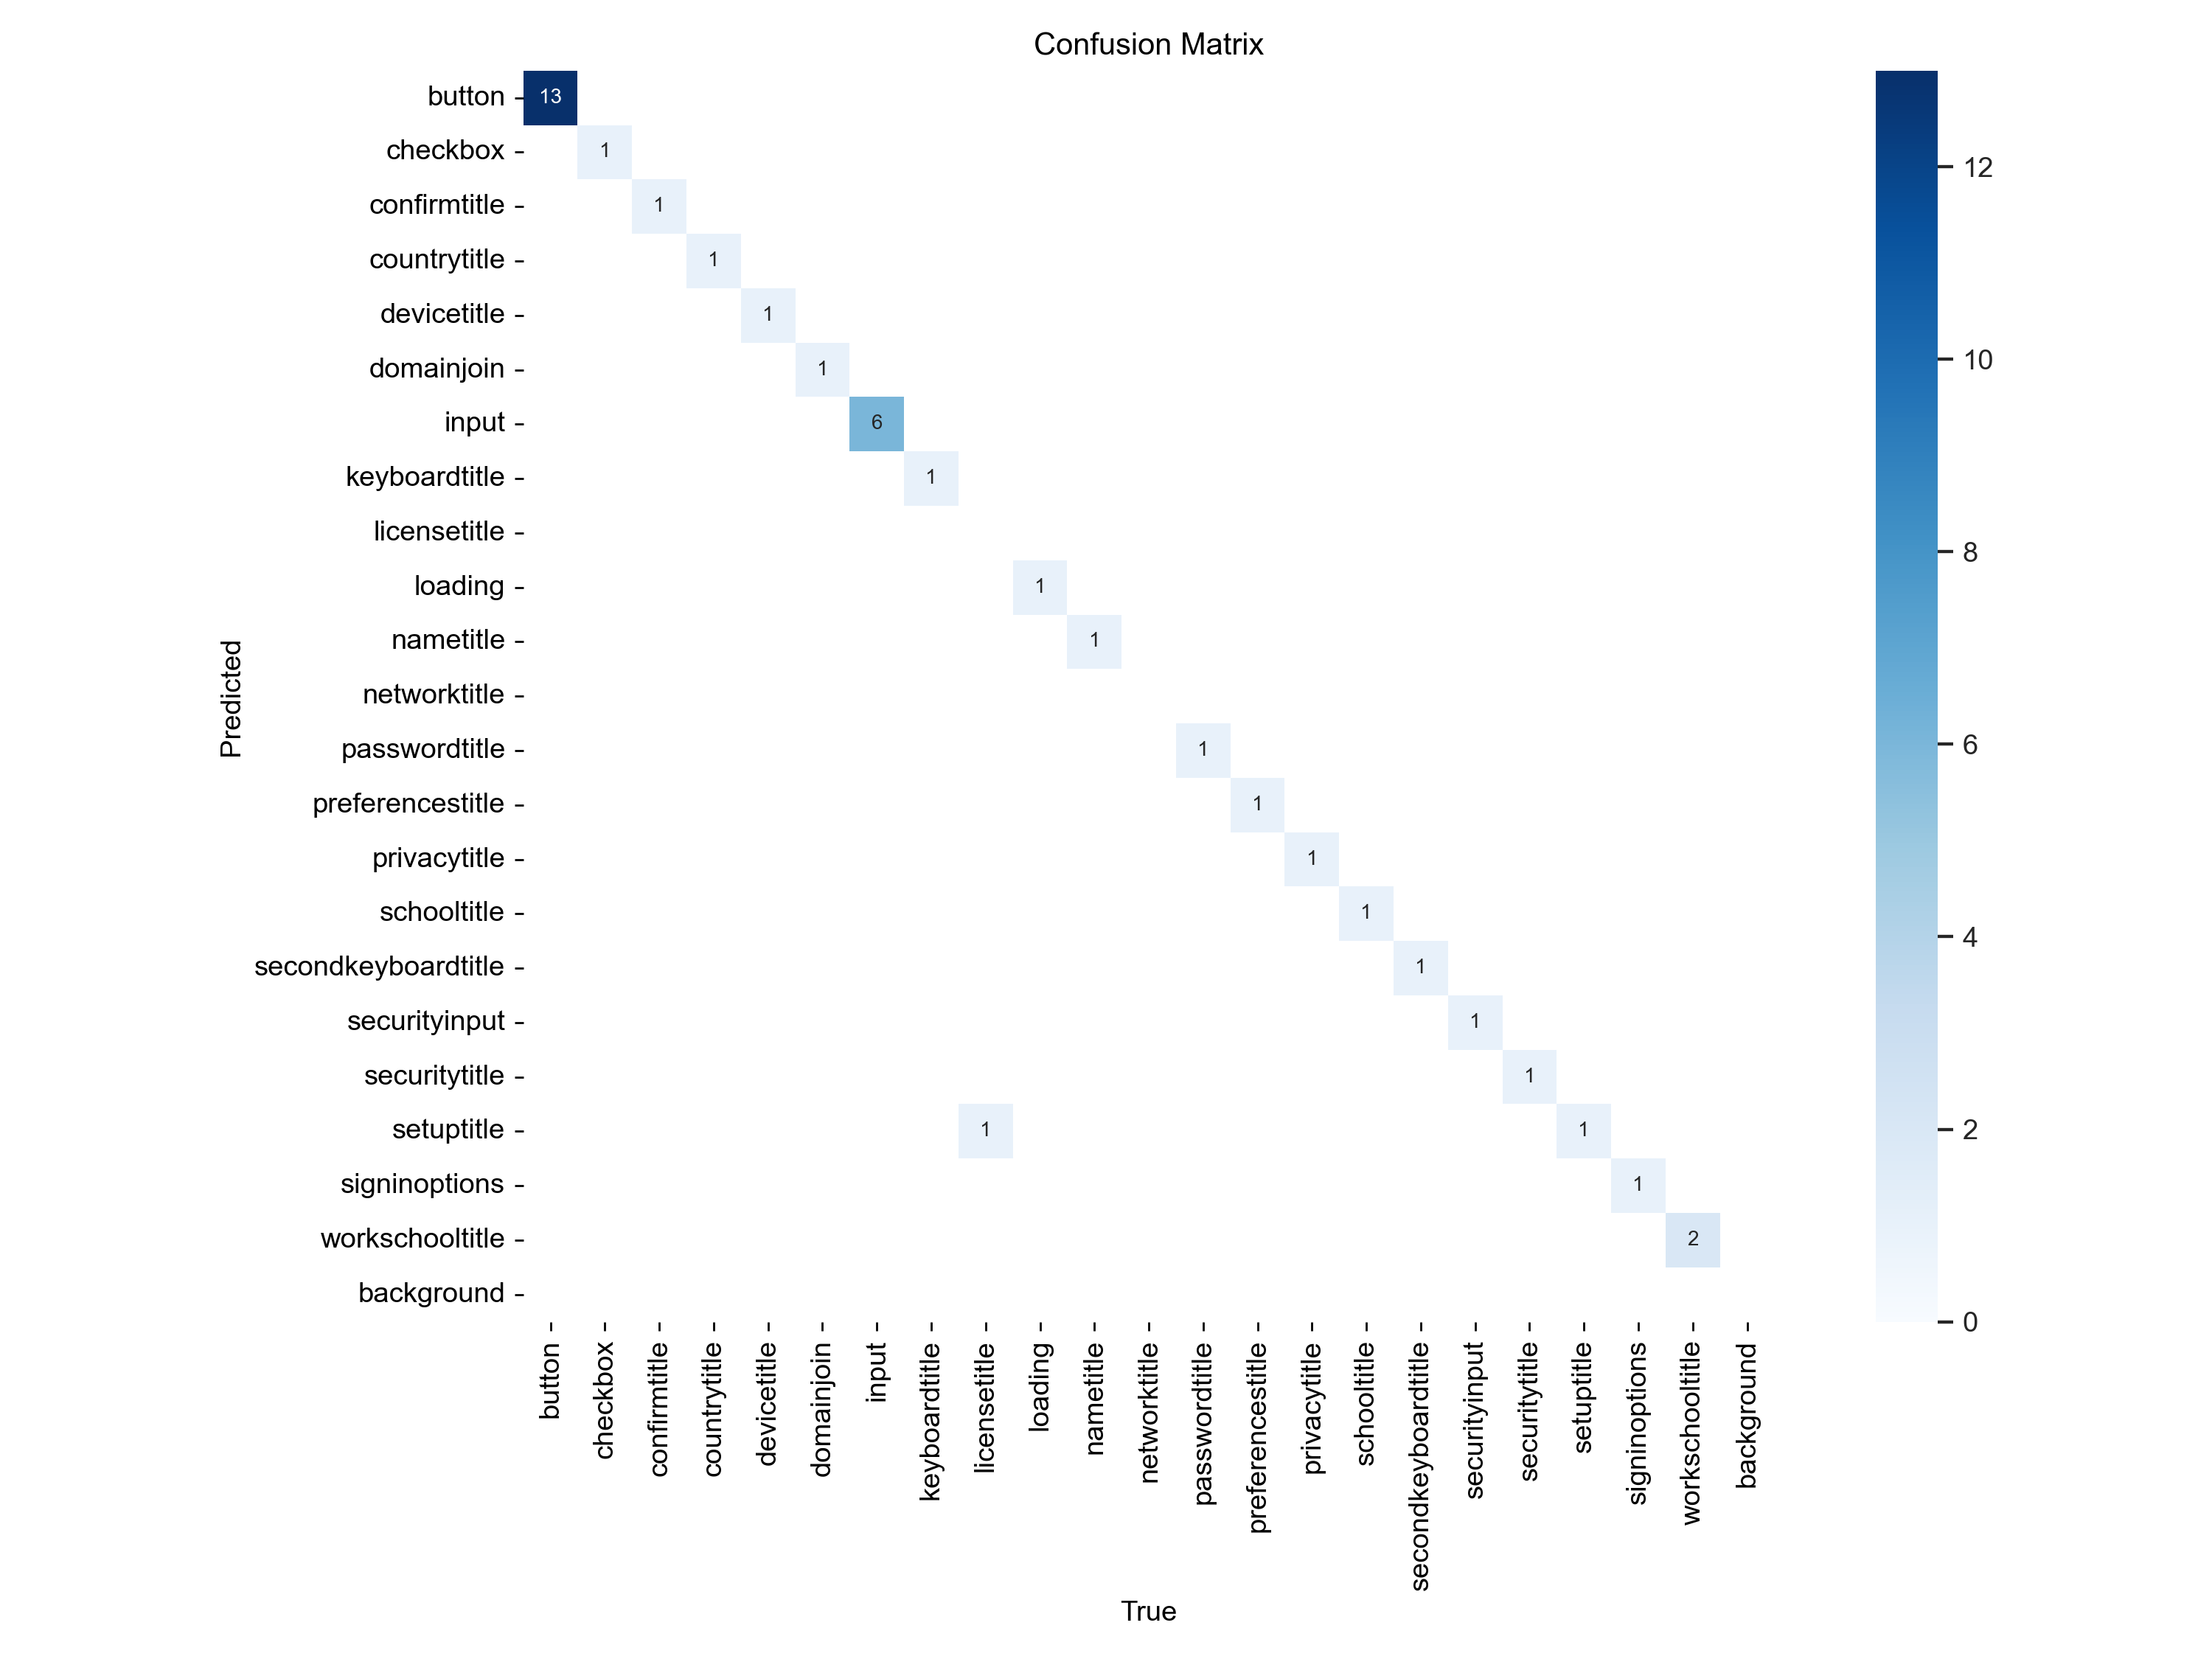 Confusion Matrix
button 13
checkbox 1
confirmtitle 1
countrytitle 1
devicetitle 1
domainjoin 1
input 6
keyboardtitle 1
licensetitle
loading 1
nametitle 1
networktitle
passwordtitle 1
preferencestitle 1
privacytitle 1
schooltitle 1
secondkeyboardtitle 1
securityinput 1
securitytitle 1
setuptitle 1 1
signinoptions 1
workschooltitle 2
background
Predicted
button
checkbox
confirmtitle
countrytitle
devicetitle
domainjoin
input
keyboardtitle
licensetitle
loading
nametitle
networktitle
passwordtitle
preferencestitle
privacytitle
schooltitle
secondkeyboardtitle
securityinput
securitytitle
setuptitle
signinoptions
workschooltitle
background
True
12
10
8
6
4
2
0